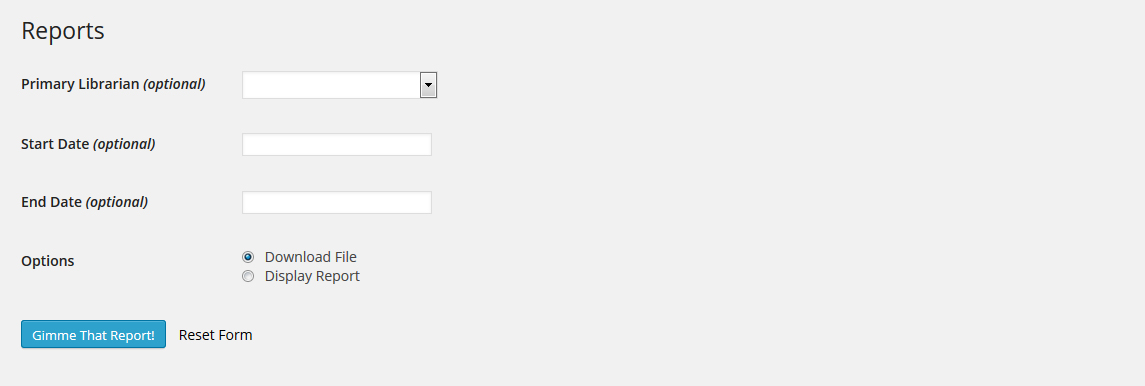 Reports
Primary Librarian (optional)
Start Date (optional)
End Date (optional)
Options
Download File
Display Report
Gimme That Report! Reset Form